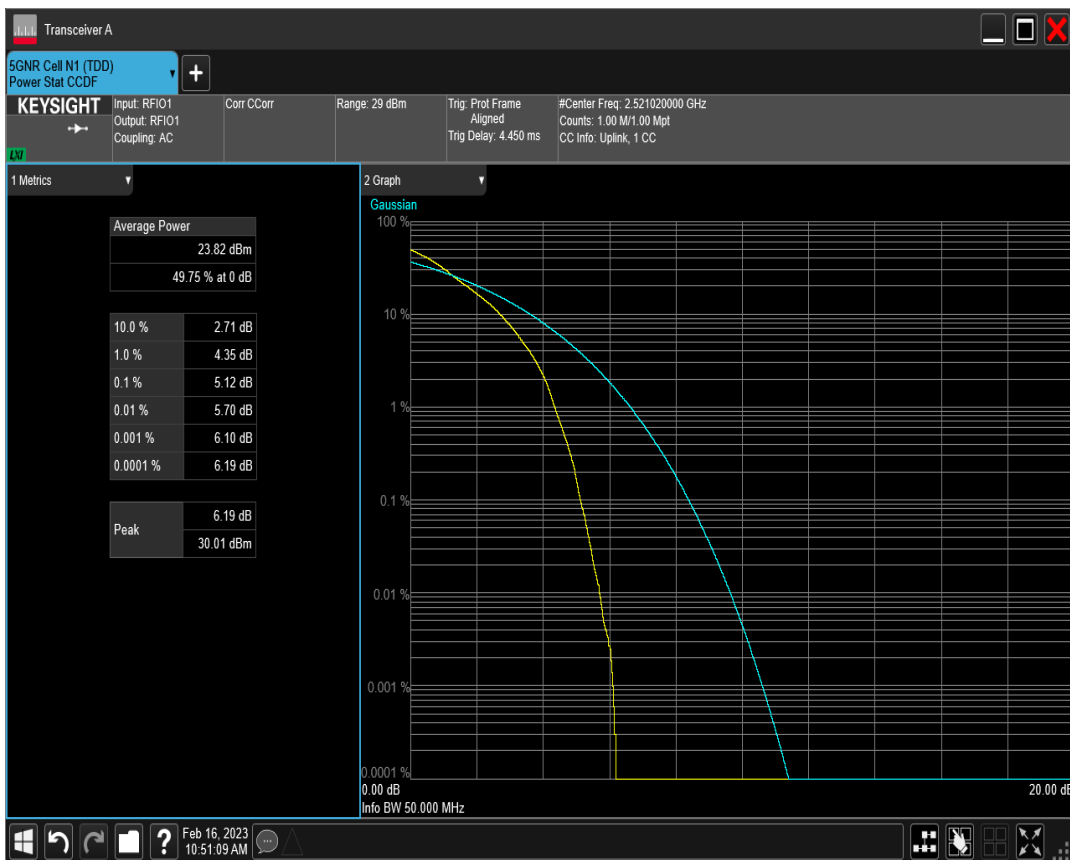 Transceiver A
5GNR Cell N1 (TDD)
Power Stat CCDF
+
KEYSIGHT
LXI
Input: RFIO1
Output: RFIO1
Coupling: AC
Corr CCorr
Range: 29 dBm
Trig: Prot Frame
Aligned
Trig Delay: 4.450 ms
#Center Freq: 2.521020000 GHz
Counts: 1.00 M/1.00 Mpt
CC Info: Uplink, 1 CC
1 Metrics
Average Power
23.82 dBm
49.75 % at 0 dB
10.0 % 2.71 dB
1.0 % 4.35 dB
0.1 % 5.12 dB
0.01 % 5.70 dB
0.001 % 6.10 dB
0.0001 % 6.19 dB
Peak 6.19 dB
30.01 dBm
2 Graph
Gaussian
100 %
10 %
1 %
0.1 %
0.01 %
0.001 %
0.0001 %
0.00 dB 20.00 dB
Info BW 50.000 MHz
?
Feb 16, 2023
10:51:09 AM